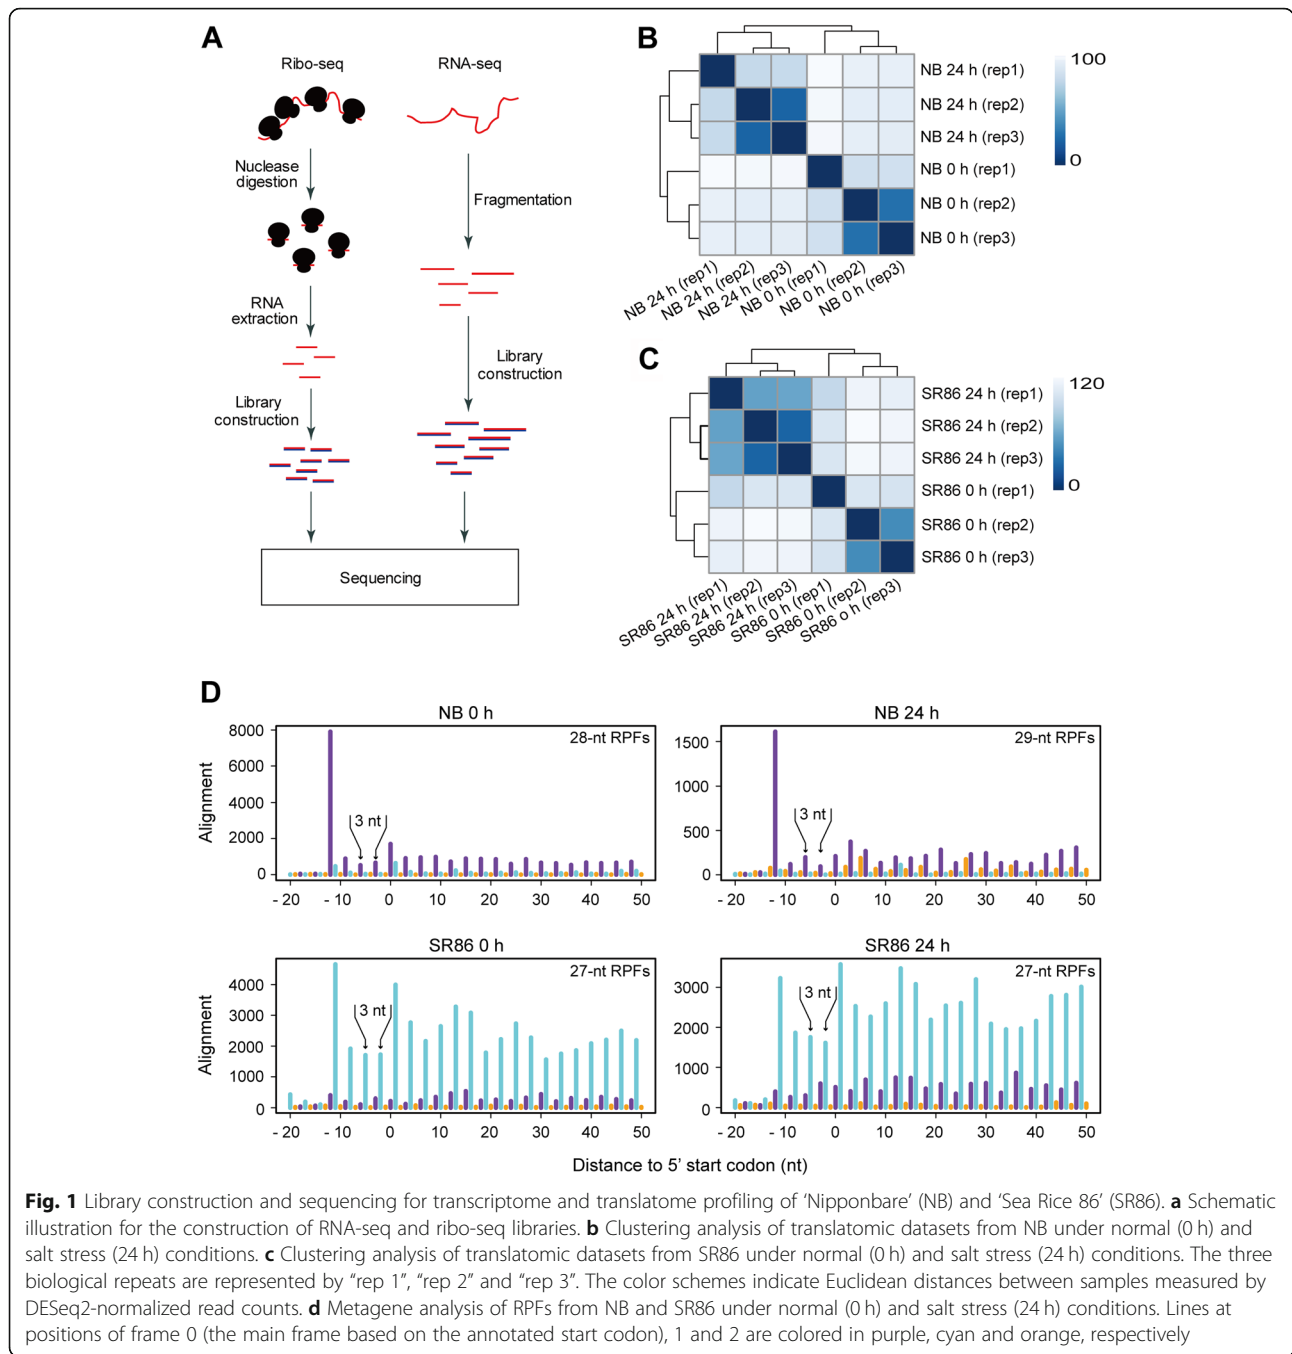 A
Ribo-seq
RNA-seq
Nuclease
digestion
Fragmentation
RNA
extraction
Library
construction
Library
construction
Sequencing
B
NB 24 h (rep1)
NB 24 h (rep2)
NB 24 h (rep3)
NB 0 h (rep1)
NB 0 h (rep2)
NB 0 h (rep3)
100
0
NB 24 h (rep1)
NB 24 h (rep2)
NB 24 h (rep3)
NB 0 h (rep1)
NB 0 h (rep2)
NB 0 h (rep3)
C
SR86 24 h (rep1)
SR86 24 h (rep2)
SR86 24 h (rep3)
SR86 0 h (rep1)
SR86 0 h (rep2)
SR86 0 h (rep3)
120
0
SR86 24 h (rep1)
SR86 24 h (rep2)
SR86 24 h (rep3)
SR86 0 h (rep1)
SR86 0 h (rep2)
SR86 o h (rep3)
D
NB 0 h
28-nt RPFs
3 nt
Alignment
8000
6000
4000
2000
0
- 20 - 10 0 10 20 30 40 50
NB 24 h
29-nt RPFs
3 nt
1500
1000
500
0
- 20 - 10 0 10 20 30 40 50
SR86 0 h
27-nt RPFs
3 nt
Alignment
4000
3000
2000
1000
0
- 20 - 10 0 10 20 30 40 50
SR86 24 h
27-nt RPFs
3 nt
3000
2000
1000
0
- 20 - 10 0 10 20 30 40 50
Distance to 5' start codon (nt)
Fig. 1 Library construction and sequencing for transcriptome and translatome profiling of ‘Nipponbare’ (NB) and ‘Sea Rice 86’ (SR86). a Schematic
illustration for the construction of RNA-seq and ribo-seq libraries. b Clustering analysis of translatomic datasets from NB under normal (0 h) and
salt stress (24 h) conditions. c Clustering analysis of translatomic datasets from SR86 under normal (0 h) and salt stress (24 h) conditions. The three
biological repeats are represented by “rep 1”, “rep 2” and “rep 3”. The color schemes indicate Euclidean distances between samples measured by
DESeq2-normalized read counts. d Metagene analysis of RPFs from NB and SR86 under normal (0 h) and salt stress (24 h) conditions. Lines at
positions of frame 0 (the main frame based on the annotated start codon), 1 and 2 are colored in purple, cyan and orange, respectively